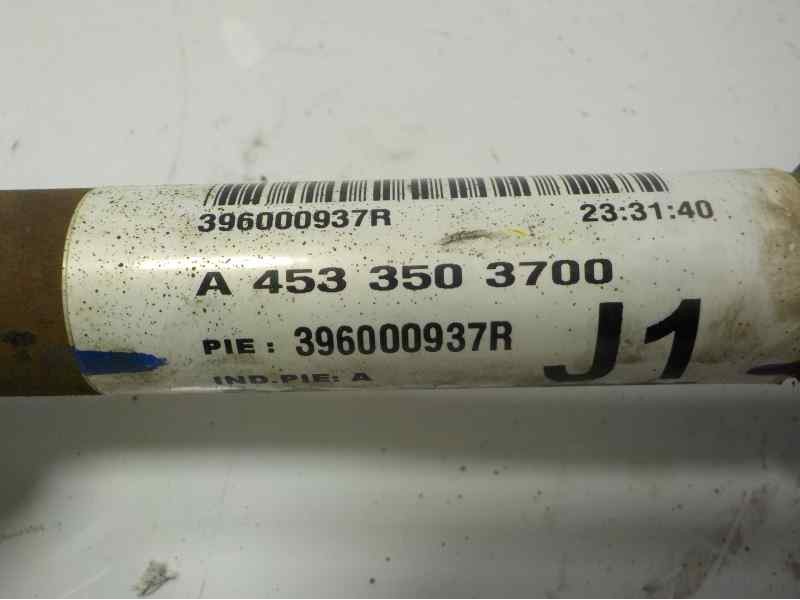 396000937R 23:31:40
A 453 350 3700
PIE : 396000937R J1
IND.PIE: A